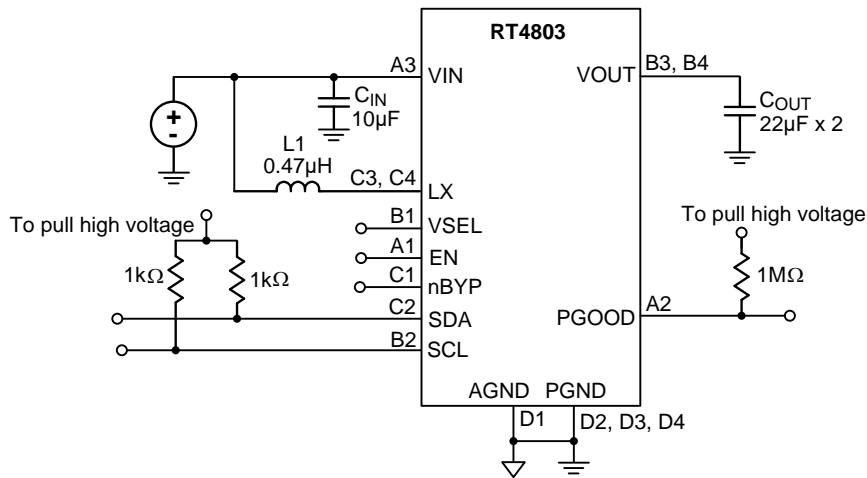 RT4803
A3
VIN
VOUT
B3, B4
+
-
CIN
10µF
COUT
22µF x 2
L1
0.47µH
C3, C4
LX
To pull high voltage
B1
VSEL
A1
EN
C1
nBYP
1kΩ
1kΩ
C2
SDA
B2
SCL
To pull high voltage
1MΩ
PGOOD
A2
AGND
PGND
D1
D2, D3, D4